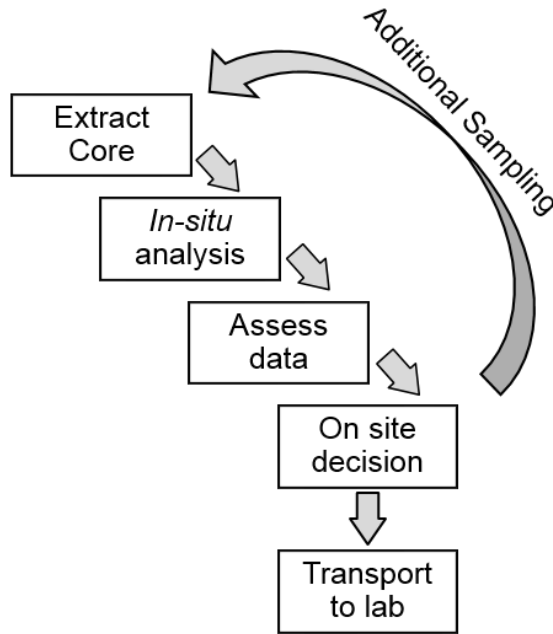 Additional Sampling
Extract
Core
In-situ
analysis
Assess
data
On site
decision
Transport
to lab